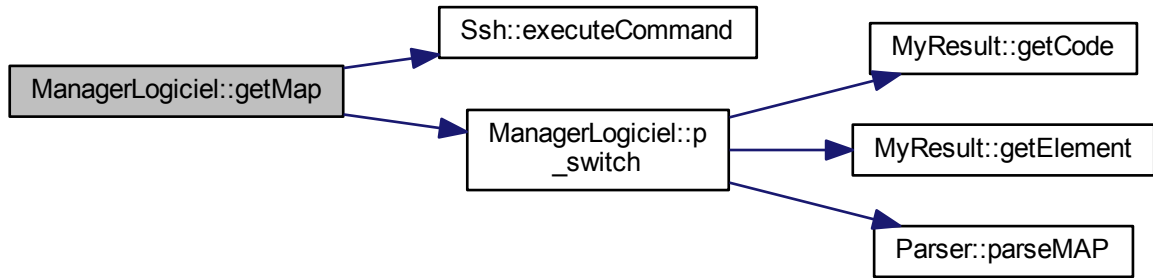 ManagerLogiciel::getMap
Ssh::executeCommand
ManagerLogiciel::p
_switch
MyResult::getCode
MyResult::getElement
Parser::parseMAP